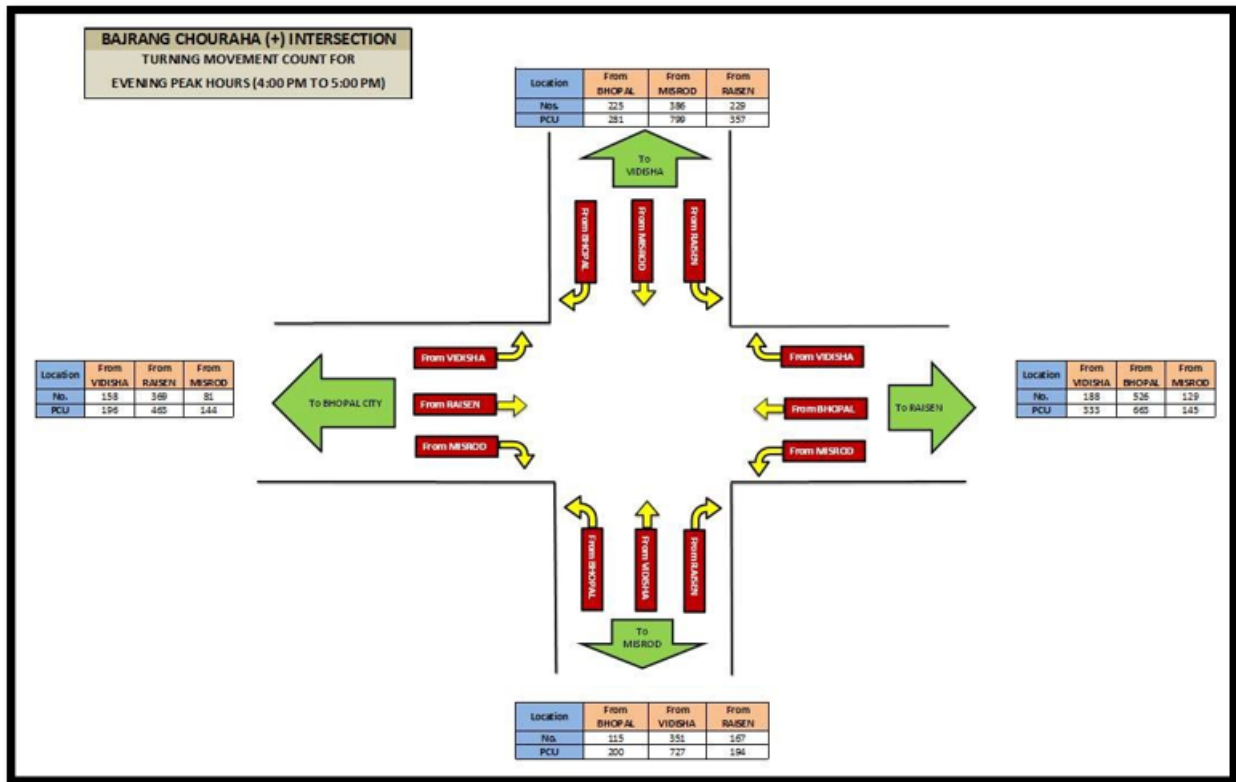 BAJRANG CHOURAHA (+) INTERSECTION
TURNING MOVEMENT COUNT FOR
EVENING PEAK HOURS (4:00 PM TO 5:00 PM)
Location From BHOPAL From MISROD From RAISEN
Nos. 225 386 229
PCU 281 799 357
To
VIDISHA
From BHOPAL
From MISROD
From RAISEN
From VIDISHA
From RAISEN
From MISROD
TO BHOPAL CITY
Location From VIDISHA From RAISEN From MISROD
No. 158 369 81
PCU 196 463 144
From VIDISHA
From BHOPAL
From MISROD
To RAISEN
Location From VIDISHA From BHOPAL From MISROD
No. 188 526 129
PCU 333 663 145
From BHOPAL
From VIDISHA
From RAISEN
To
MISROD
Location From BHOPAL From VIDISHA From RAISEN
No. 115 351 167
PCU 200 727 194